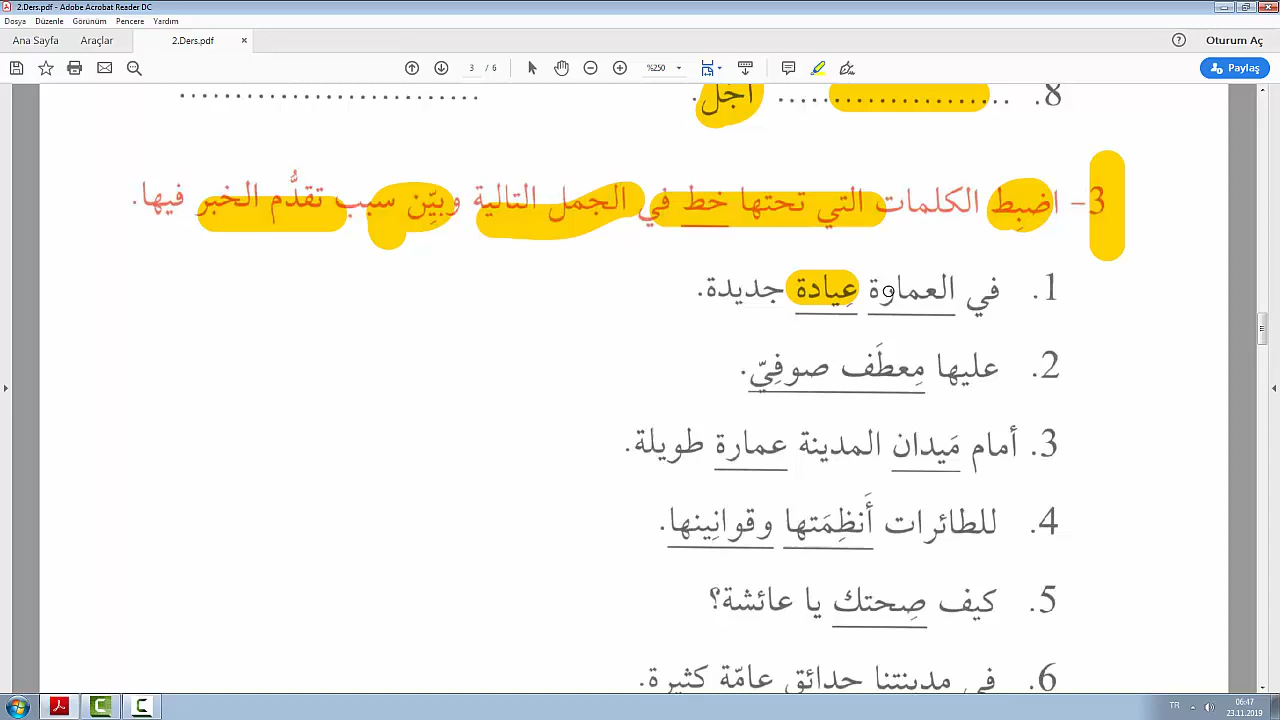 2.Ders.pdf - Adobe Acrobat Reader DC
Dosya Düzenle Görünüm Pencere Yardım
Ana Sayfa Araçlar 2.Ders.pdf × Oturum Aç
3 / 6 %250 Paylaş
8. .................... أجل. ..........................
3- اضبِط الكلمات التي تحتها خط في الجمل التالية وبيِّن سبب تقدُّم الخبر فيها.
1. في العمارة عِيادة جديدة.
2. عليها مِعطَف صوفِيّ.
3. أمام مَيدان المدينة عمارة طويلة.
4. للطائرات أَنظِمَتها وقوانِينها.
5. كيف صِحتك يا عائشة؟
6. في مدينتنا حدائق عامّة كثيرة.
TR 06:47
23.11.2019